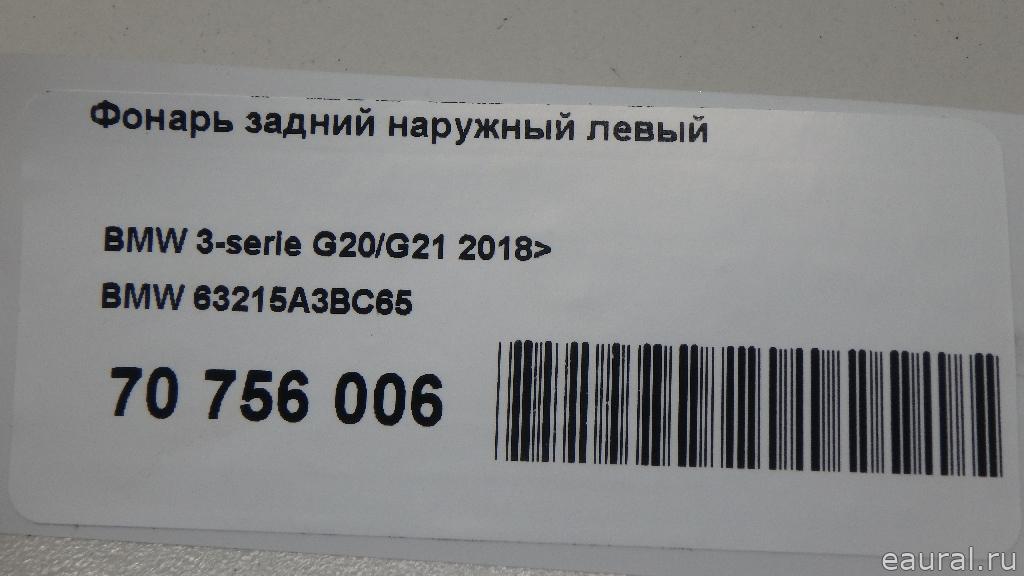 Фонарь задний наружный левый
BMW 3-serie G20/G21 2018>
BMW 63215A3BC65
70 756 006
eaural.ru